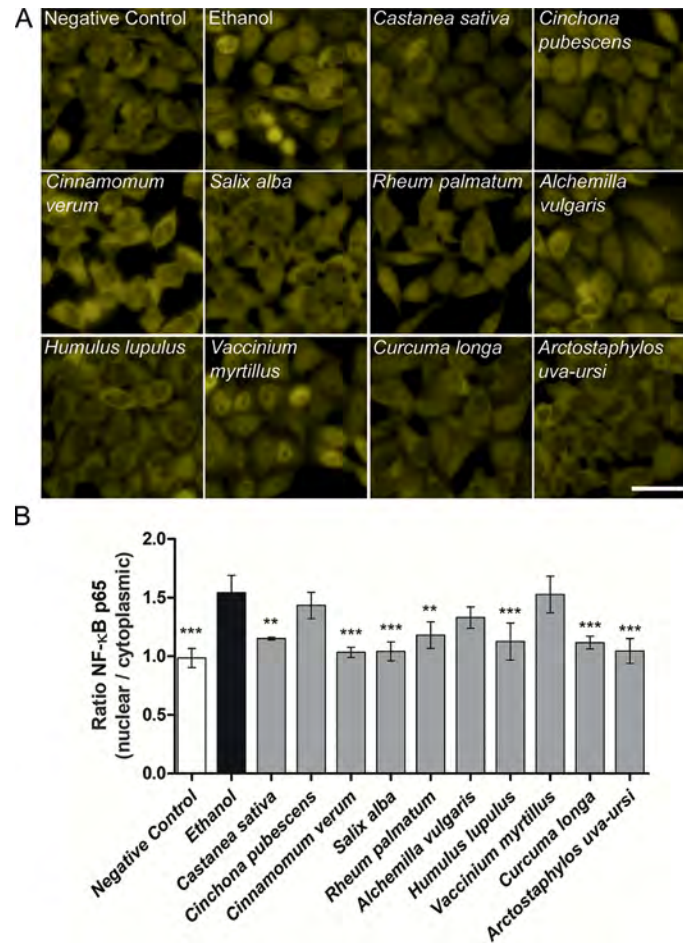 A
Negative Control
Ethanol
Castanea sativa
Cinchona
pubescens
Cinnamomum
verum
Salix alba
Rheum palmatum
Alchemilla
vulgaris
Humulus lupulus
Vaccinium
myrtillus
Curcuma longa
Arctostaphylos
uva-ursi
B
Ratio NF-κB p65
(nuclear / cytoplasmic)
2.0
1.5
1.0
0.5
0.0
***
**
***
***
**
***
***
***
Negative Control
Ethanol
Castanea sativa
Cinchona pubescens
Cinnamomum verum
Salix alba
Rheum palmatum
Alchemilla vulgaris
Humulus lupulus
Vaccinium myrtillus
Curcuma longa
Arctostaphylos uva-ursi